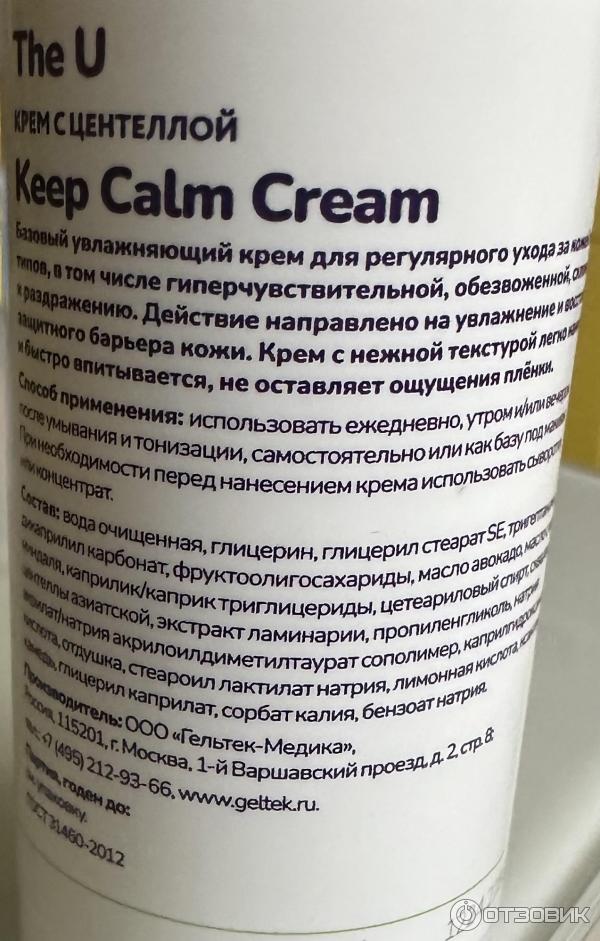 The U
КРЕМ С ЦЕНТЕЛЛОЙ
Keep Calm Cream
Базовый увлажняющий крем для регулярного ухода за
типов, в том числе гиперчувствительной, обезвоженной,
к раздражению. Действие направлено на увлажнение и
защитного барьера кожи. Крем с нежной текстурой легко
и быстро впитывается, не оставляет ощущения плёнки.
Способ применения: использовать ежедневно, утром и/или вечером
после умывания и тонизации, самостоятельно или как базу под
При необходимости перед нанесением крема использовать
или концентрат.
Состав: вода очищенная, глицерин, глицерил стеарат SE,
дикаприлил карбонат, фруктоолигосахариды, масло авокадо, масло
миндаля, каприлик/каприк триглицериды, цетеариловый спирт,
центеллы азиатской, экстракт ламинарии, пропиленгликоль, натрия
акрилат/натрия акрилоилдиметилтаурат сополимер,
кислота, отдушка, стеароил лактилат натрия, лимонная кислота,
камедь, глицерил каприлат, сорбат калия, бензоат натрия.
Производитель: ООО «Гельтек-Медика»,
Россия, 115201, г. Москва, 1-й Варшавский проезд, д. 2, стр. 8;
тел.: +7 (495) 212-93-66, www.geltek.ru.
Партия, годен до:
см. упаковку.
ГОСТ 31460-2012
ОТЗОВИК